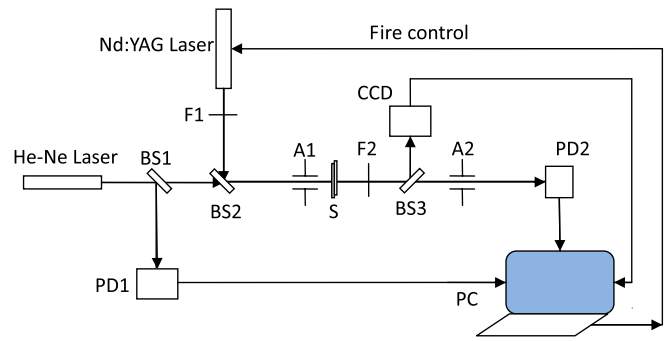 Nd:YAG Laser
Fire control
CCD
F1
He-Ne Laser
BS1
A1
F2
A2
PD2
BS2
S
BS3
PD1
PC